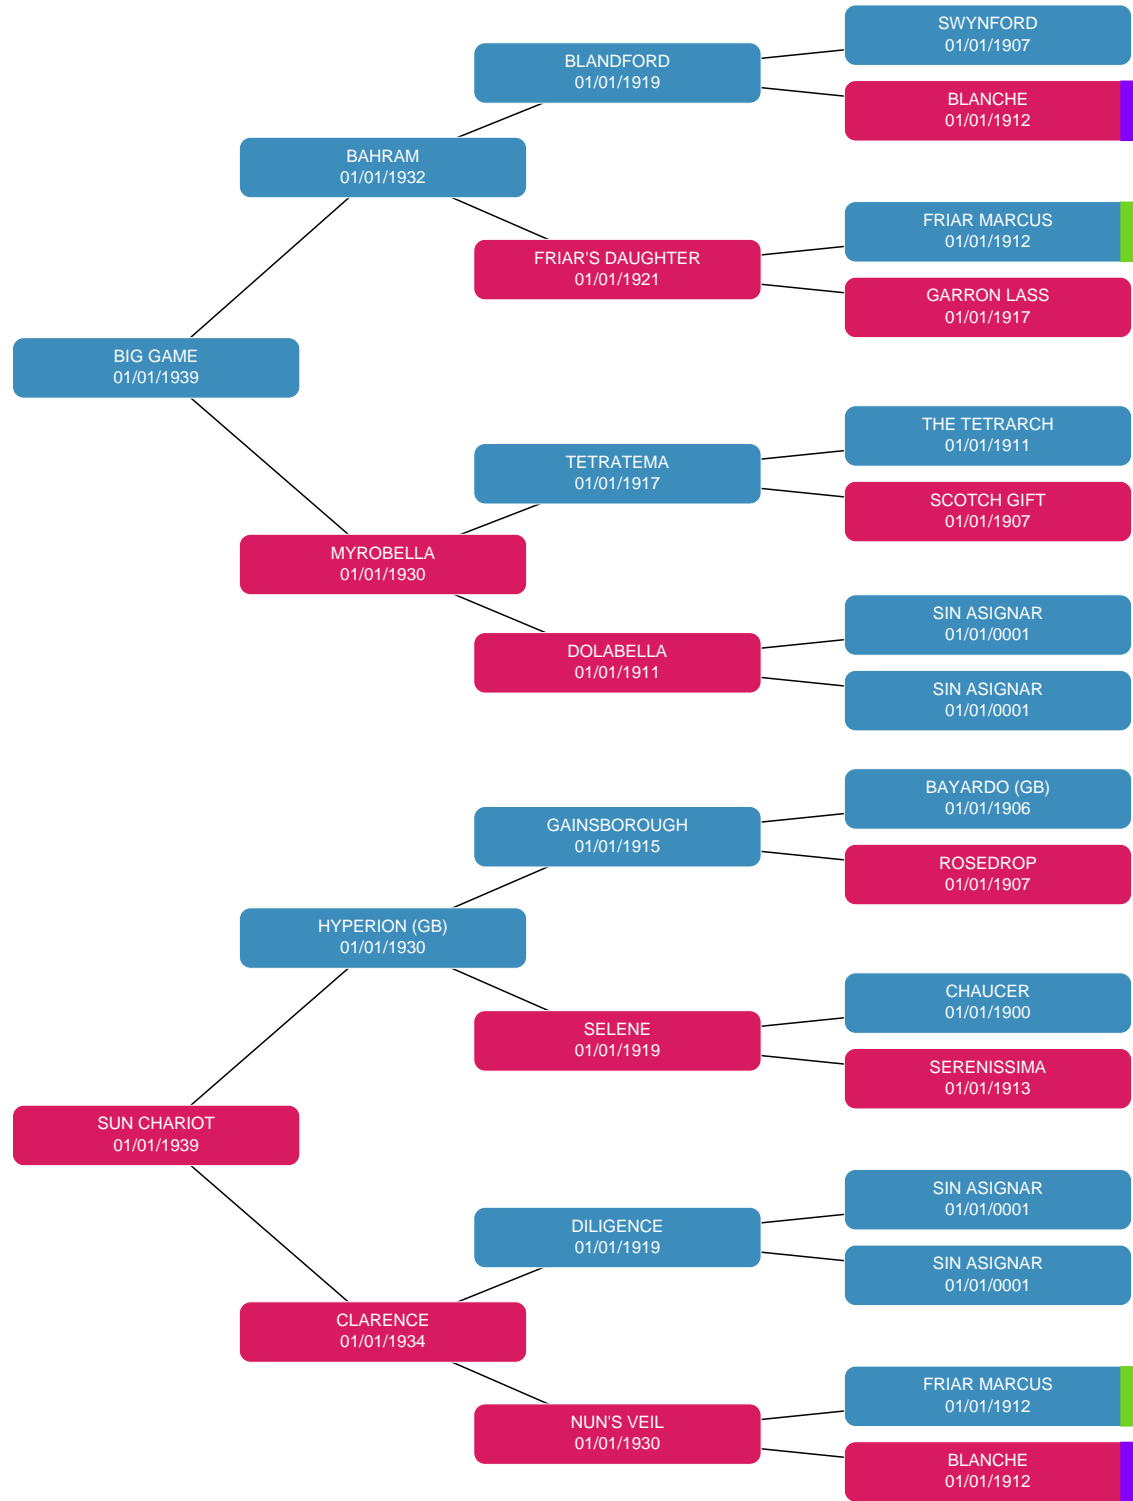 SWYNFORD
01/01/1907
BLANDFORD
01/01/1919
BLANCHE
01/01/1912
BAHRAM
01/01/1932
FRIAR MARCUS
01/01/1912
FRIAR'S DAUGHTER
01/01/1921
GARRON LASS
01/01/1917
BIG GAME
01/01/1939
THE TETRARCH
01/01/1911
TETRATEMA
01/01/1917
SCOTCH GIFT
01/01/1907
MYROBELLA
01/01/1930
SIN ASIGNAR
01/01/0001
DOLABELLA
01/01/1911
SIN ASIGNAR
01/01/0001
BAYARDO (GB)
01/01/1906
GAINSBOROUGH
01/01/1915
ROSEDROP
01/01/1907
HYPERION (GB)
01/01/1930
CHAUCER
01/01/1900
SELENE
01/01/1919
SERENISSIMA
01/01/1913
SUN CHARIOT
01/01/1939
SIN ASIGNAR
01/01/0001
DILIGENCE
01/01/1919
SIN ASIGNAR
01/01/0001
CLARENCE
01/01/1934
FRIAR MARCUS
01/01/1912
NUN'S VEIL
01/01/1930
BLANCHE
01/01/1912